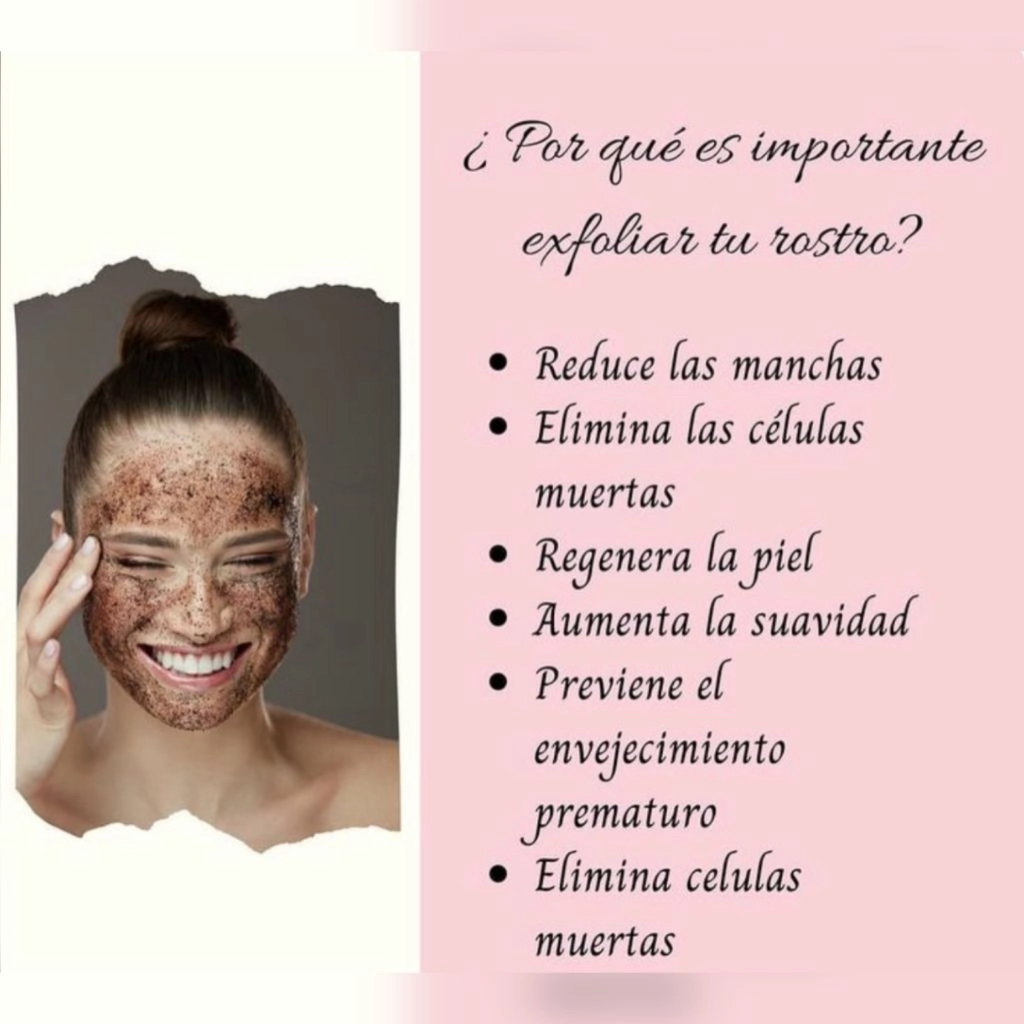 ¿ Por qué es importante
exfoliar tu rostro?
• Reduce las manchas
• Elimina las células
muertas
• Regenera la piel
• Aumenta la suavidad
• Previene el
envejecimiento
prematuro
• Elimina celulas
muertas